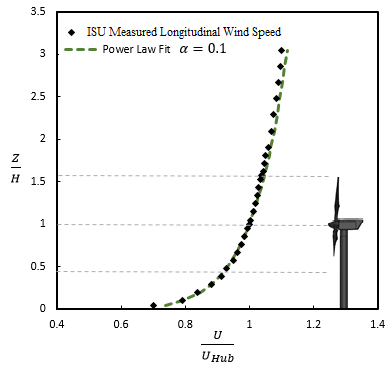 3.5
ISU Measured Longitudinal Wind Speed
Power Law Fit α = 0.1
3
2.5
2
Z/H
1.5
1
0.5
0
0.4 0.6 0.8 1 1.2 1.4
U/U_Hub